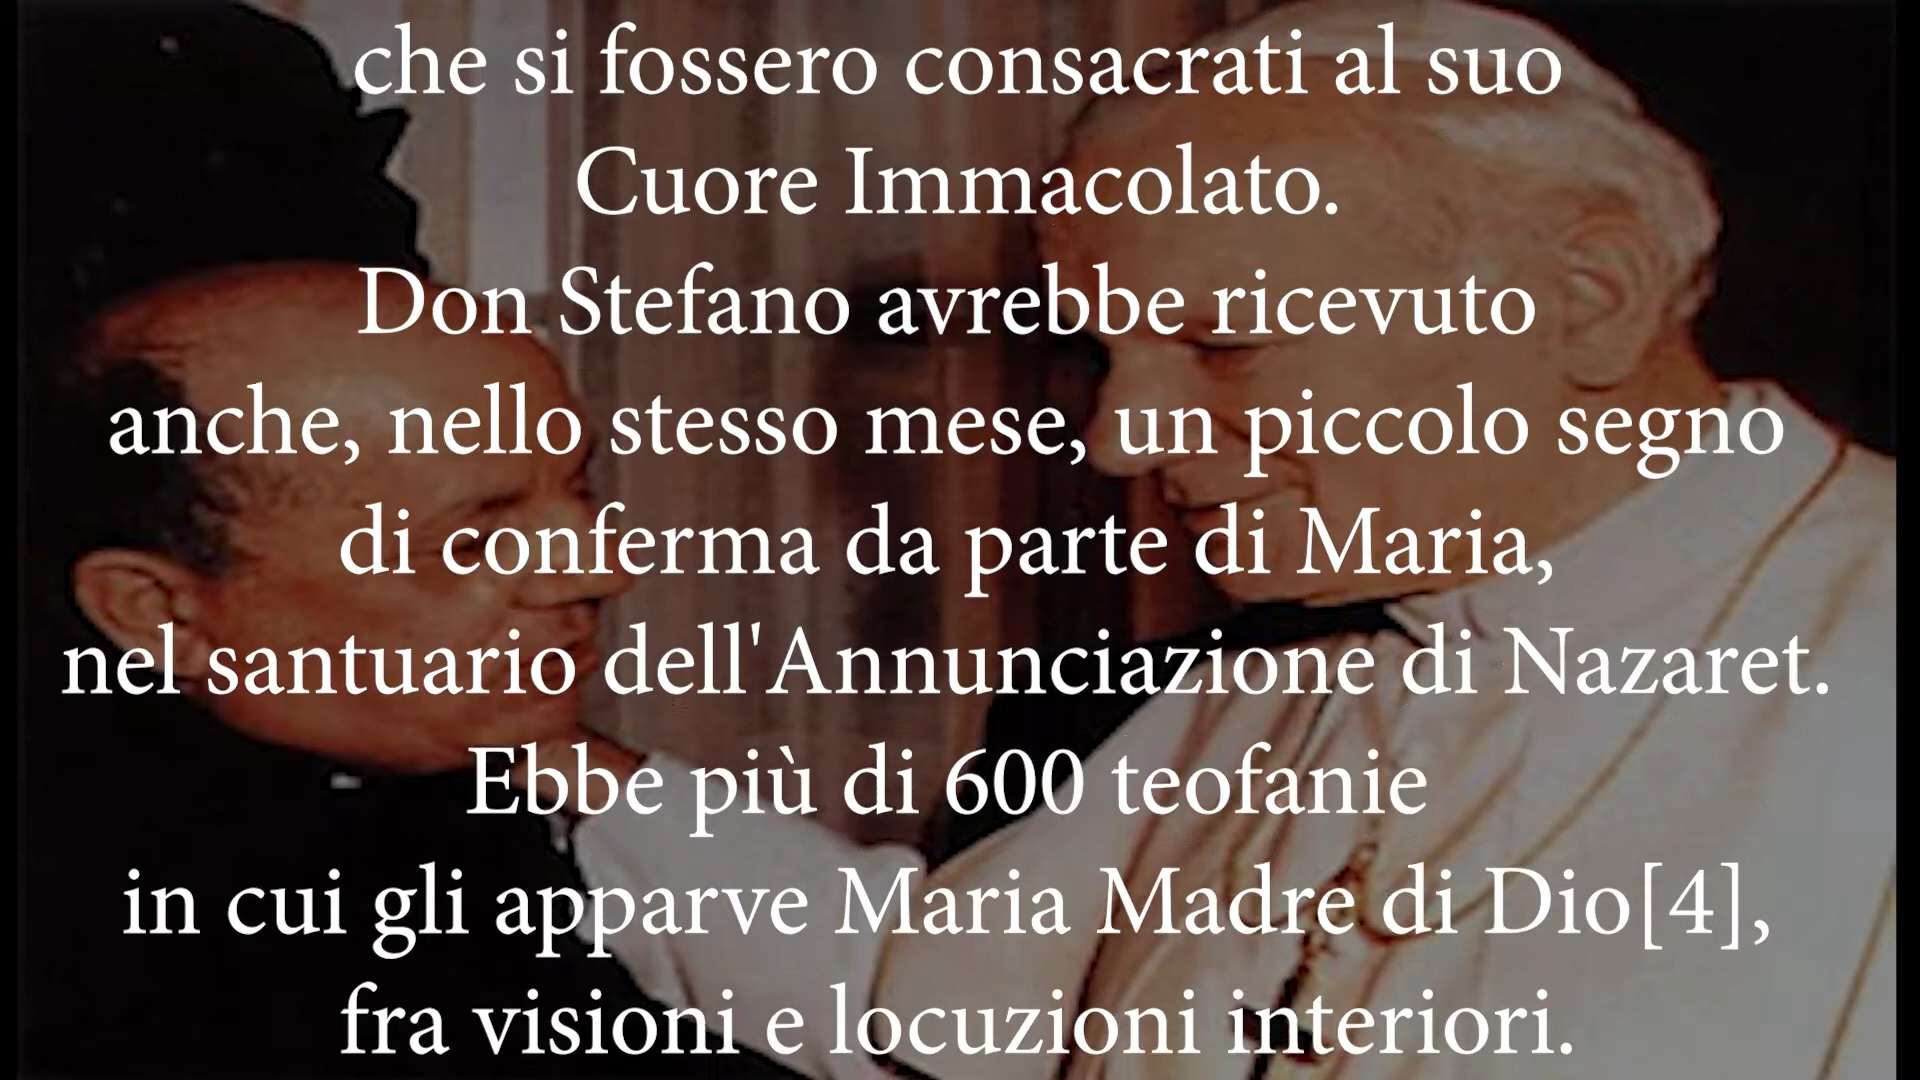 che si fossero consacrati al suo
Cuore Immacolato.
Don Stefano avrebbe ricevuto
anche, nello stesso mese, un piccolo segno
di conferma da parte di Maria,
nel santuario dell'Annunciazione di Nazaret.
Ebbe più di 600 teofanie
in cui gli apparve Maria Madre di Dio[4],
fra visioni e locuzioni interiori.